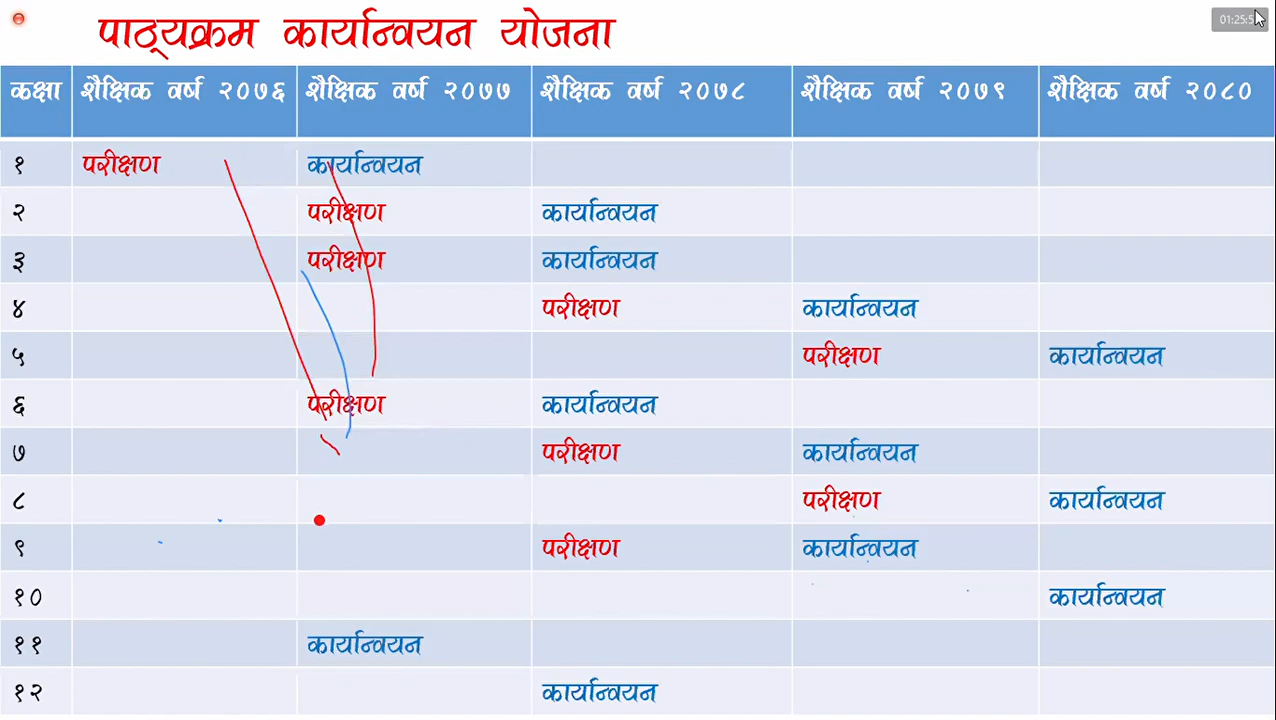 पाठ्यक्रम कार्यान्वयन योजना
कक्षा शैक्षिक वर्ष २०७६ शैक्षिक वर्ष २०७७ शैक्षिक वर्ष २०७८ शैक्षिक वर्ष २०७९ शैक्षिक वर्ष २०८०
१ परीक्षण कार्यान्वयन
२ परीक्षण कार्यान्वयन
३ परीक्षण कार्यान्वयन
४ परीक्षण कार्यान्वयन
५ परीक्षण कार्यान्वयन
६ परीक्षण कार्यान्वयन
७ परीक्षण कार्यान्वयन
८ परीक्षण कार्यान्वयन
९ परीक्षण कार्यान्वयन
१० कार्यान्वयन
११ कार्यान्वयन
१२ कार्यान्वयन